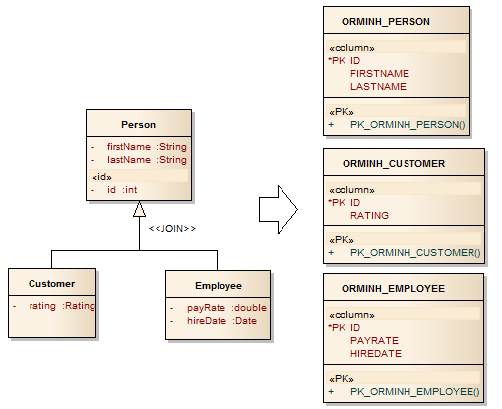 Person
- firstName :String
- lastName :String
«id»
- id :int
<<JOIN>>
Customer
- rating :Rating
Employee
- payRate :double
- hireDate :Date
ORMINH_PERSON
«column»
*PK ID
FIRSTNAME
LASTNAME
«PK»
+ PK_ORMINH_PERSON()
ORMINH_CUSTOMER
«column»
*PK ID
RATING
«PK»
+ PK_ORMINH_CUSTOMER()
ORMINH_EMPLOYEE
«column»
*PK ID
PAYRATE
HIREDATE
«PK»
+ PK_ORMINH_EMPLOYEE()